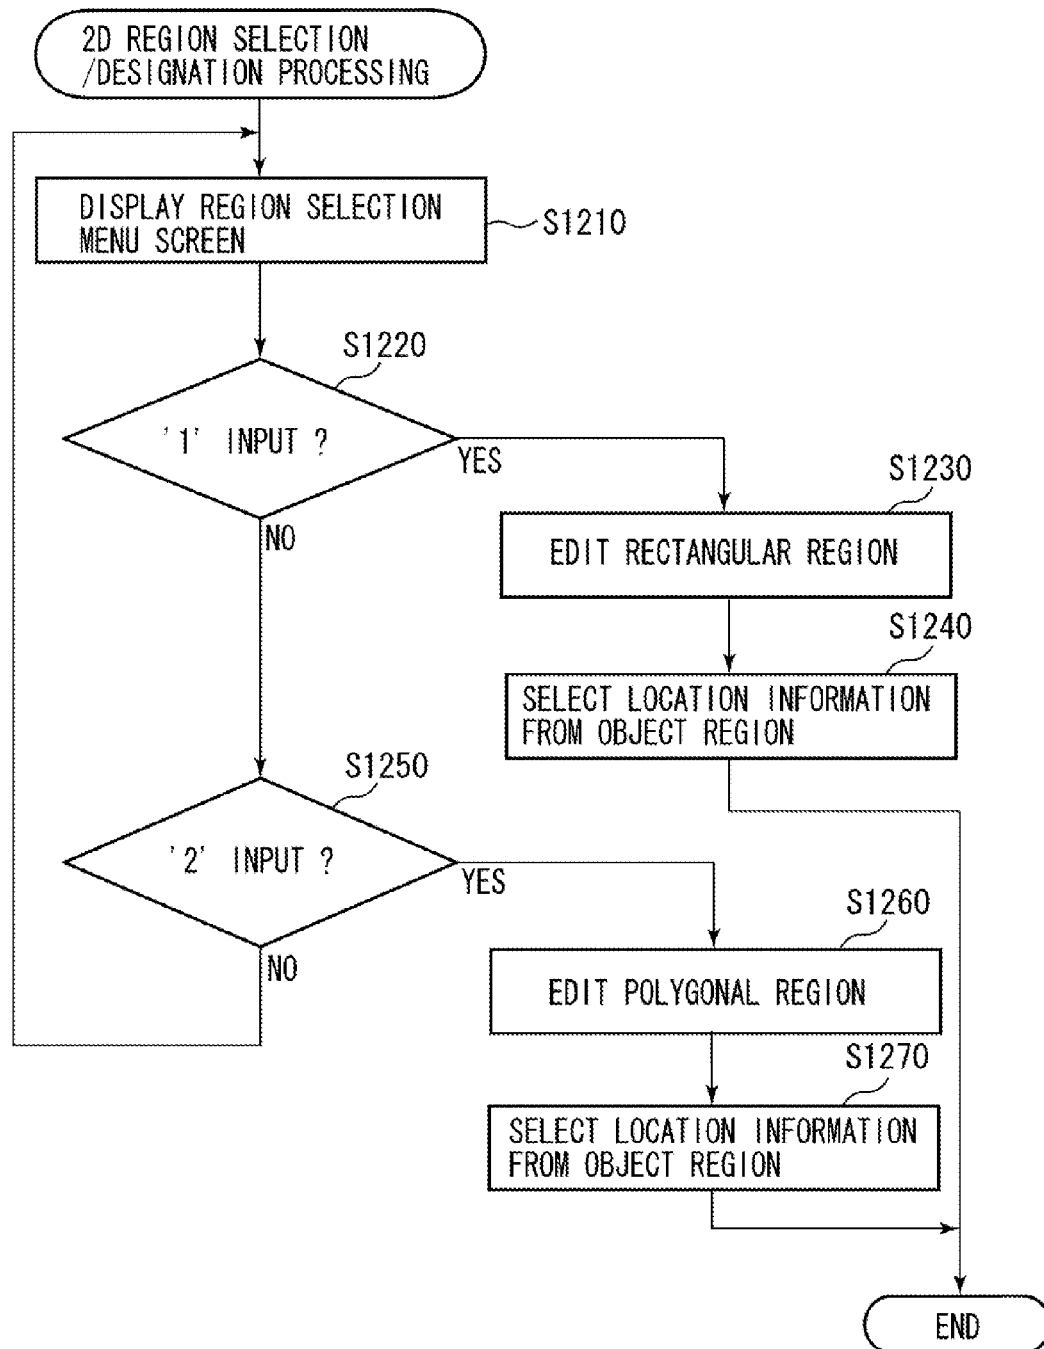 2D REGION SELECTION
/DESIGNATION PROCESSING
DISPLAY REGION SELECTION
MENU SCREEN
S1210
S1220
'1' INPUT ?
YES
NO
S1230
EDIT RECTANGULAR REGION
S1240
SELECT LOCATION INFORMATION
FROM OBJECT REGION
S1250
'2' INPUT ?
YES
NO
S1260
EDIT POLYGONAL REGION
S1270
SELECT LOCATION INFORMATION
FROM OBJECT REGION
END